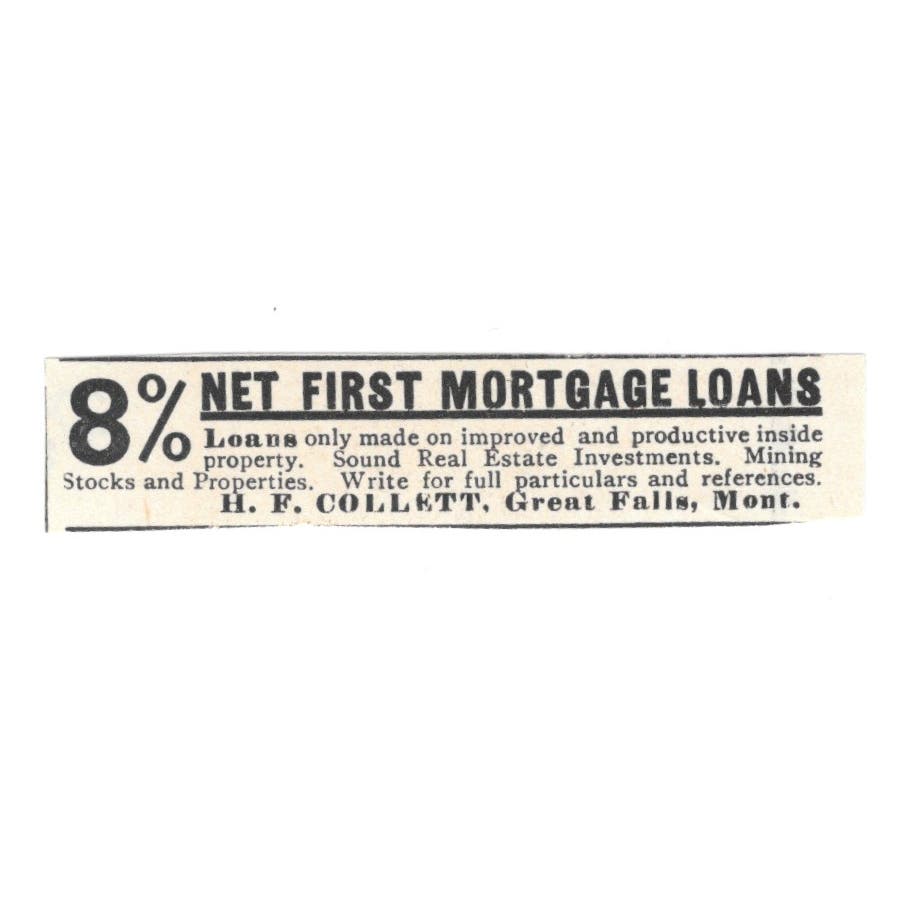 8% NET FIRST MORTGAGE LOANS
Loans only made on improved and productive inside
property. Sound Real Estate Investments. Mining
Stocks and Properties. Write for full particulars and references.
H. F. COLLETT, Great Falls, Mont.